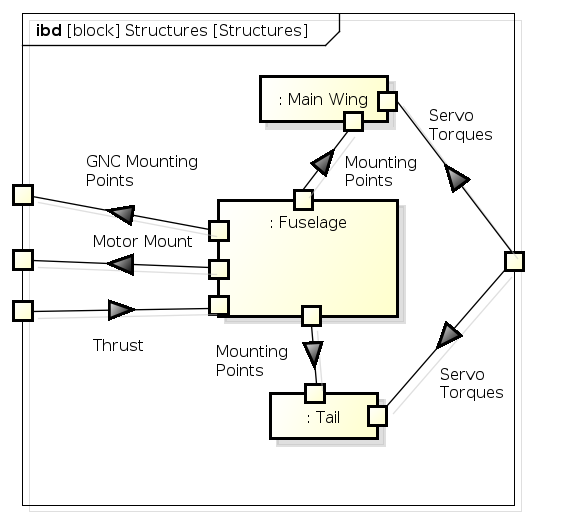 ibd [block] Structures [Structures]
: Main Wing
Servo
Torques
GNC Mounting
Points
Mounting
Points
: Fuselage
Motor Mount
Thrust
Mounting
Points
Servo
Torques
: Tail